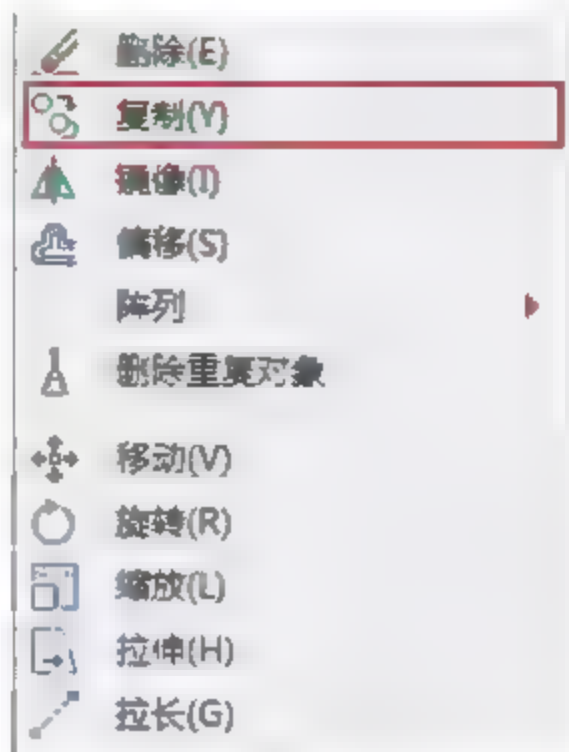 删除(E)
复制(Y)
镜像(I)
偏移(S)
阵列
删除重复对象
移动(V)
旋转(R)
缩放(L)
拉伸(H)
拉长(G)